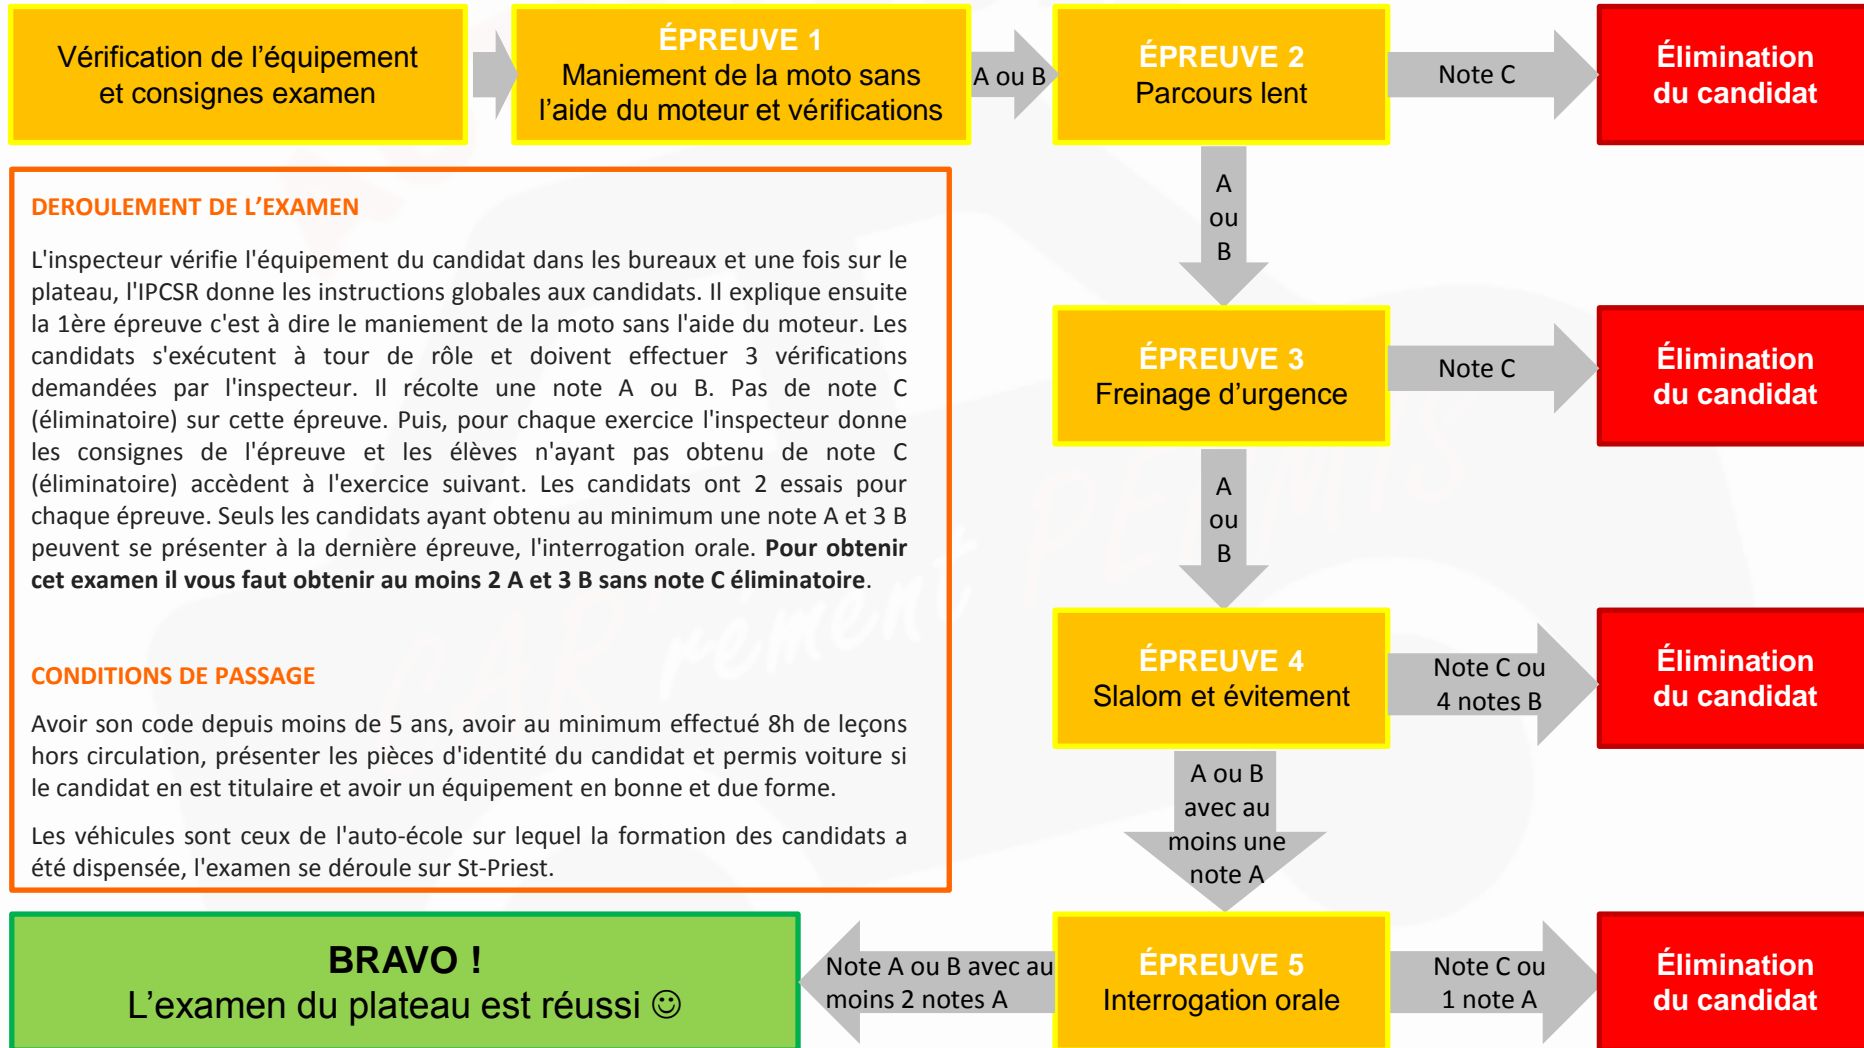 Vérification de l'équipement
et consignes examen
ÉPREUVE 1
Maniement de la moto sans
l'aide du moteur et vérifications
A ou B
ÉPREUVE 2
Parcours lent
Note C
Élimination
du candidat
A
ou
B
DEROULEMENT DE L'EXAMEN
L'inspecteur vérifie l'équipement du candidat dans les bureaux et une fois sur le
plateau, l'IPCSR donne les instructions globales aux candidats. Il explique ensuite
la 1ère épreuve c'est à dire le maniement de la moto sans l'aide du moteur. Les
candidats s'exécutent à tour de rôle et doivent effectuer 3 vérifications
demandées par l'inspecteur. Il récolte une note A ou B. Pas de note C
(éliminatoire) sur cette épreuve. Puis, pour chaque exercice l'inspecteur donne
les consignes de l'épreuve et les élèves n'ayant pas obtenu de note C
(éliminatoire) accèdent à l'exercice suivant. Les candidats ont 2 essais pour
chaque épreuve. Seuls les candidats ayant obtenu au minimum une note A et 3 B
peuvent se présenter à la dernière épreuve, l'interrogation orale. Pour obtenir
cet examen il vous faut obtenir au moins 2 A et 3 B sans note C éliminatoire.
CONDITIONS DE PASSAGE
Avoir son code depuis moins de 5 ans, avoir au minimum effectué 8h de leçons
hors circulation, présenter les pièces d'identité du candidat et permis voiture si
le candidat en est titulaire et avoir un équipement en bonne et due forme.
Les véhicules sont ceux de l'auto-école sur lequel la formation des candidats a
été dispensée, l'examen se déroule sur St-Priest.
ÉPREUVE 3
Freinage d'urgence
Note C
Élimination
du candidat
A
ou
B
ÉPREUVE 4
Slalom et évitement
Note C ou
4 notes B
Élimination
du candidat
A ou B
avec au
moins une
note A
ÉPREUVE 5
Interrogation orale
Note C ou
1 note A
Élimination
du candidat
Note A ou B avec au
moins 2 notes A
BRAVO !
L'examen du plateau est réussi ☺
CARrement PERMIS